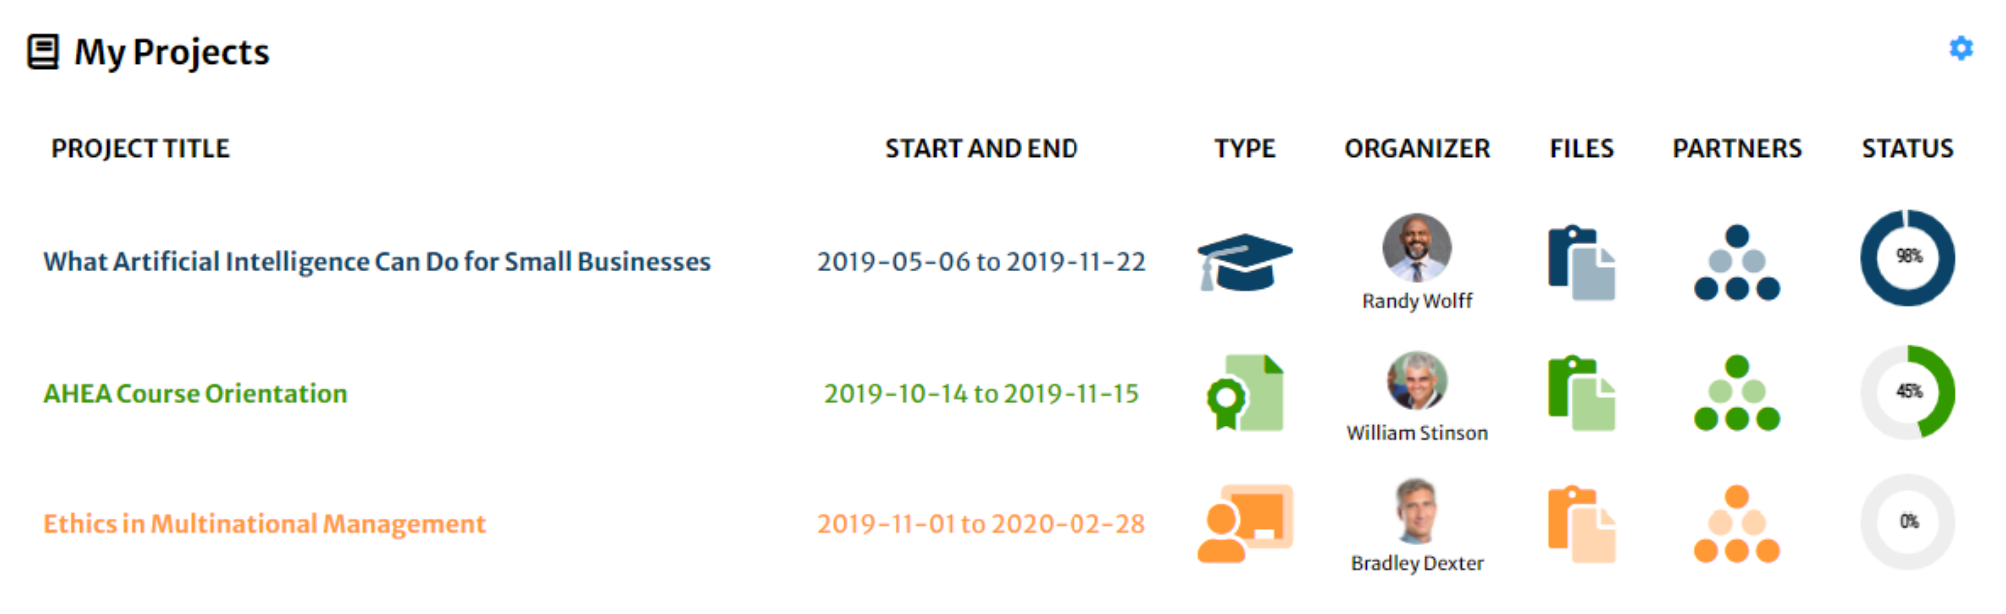 My Projects
PROJECT TITLE START AND END TYPE ORGANIZER FILES PARTNERS STATUS
What Artificial Intelligence Can Do for Small Businesses 2019-05-06 to 2019-11-22 98%
Randy Wolff
AHEA Course Orientation 2019-10-14 to 2019-11-15 45%
William Stinson
Ethics in Multinational Management 2019-11-01 to 2020-02-28 0%
Bradley Dexter